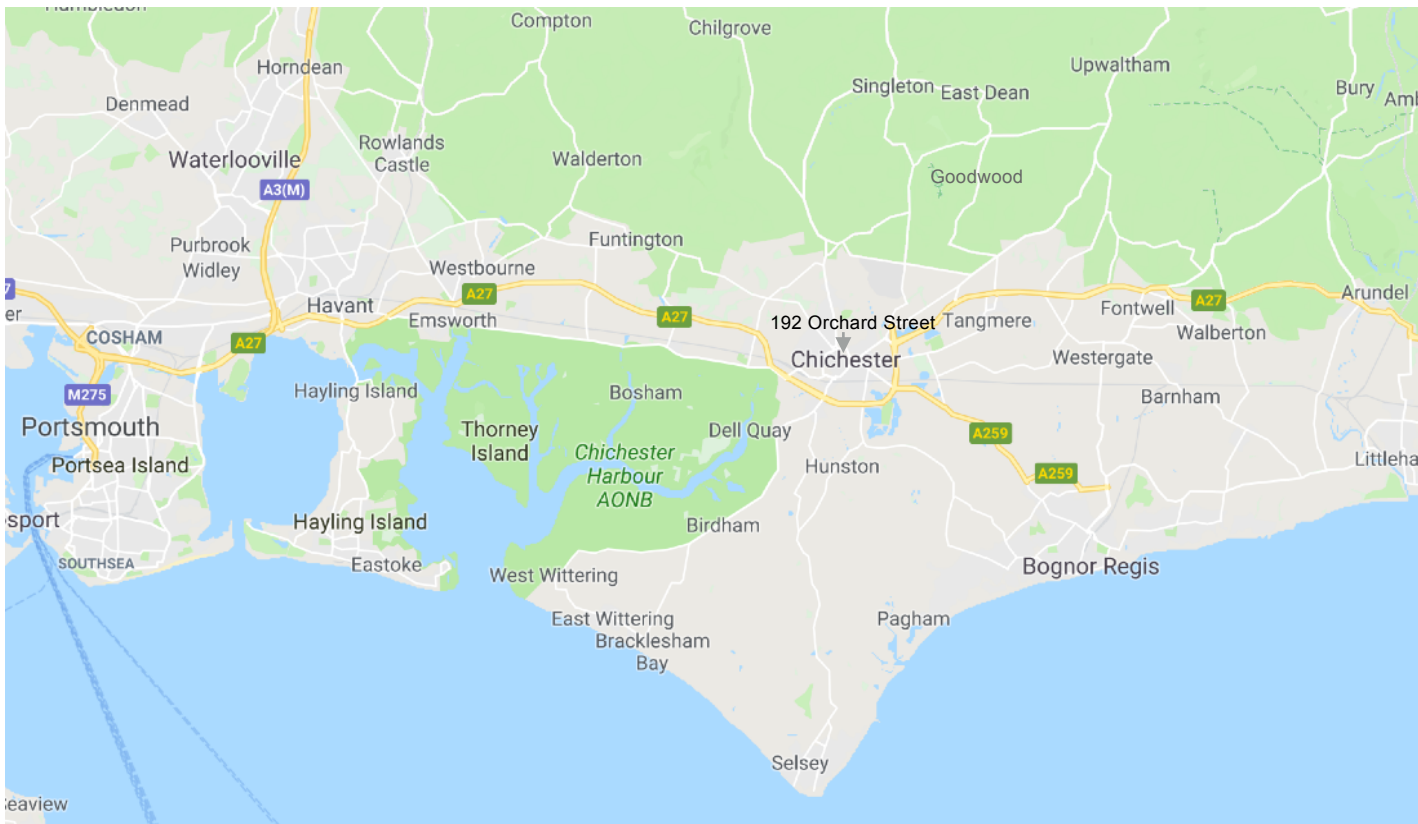 Compton
Chilgrove
Horndean
Upwaltham
Singleton
East Dean
Bury
Denmead
Rowlands
Castle
Waterlooville
Walderton
Goodwood
A3(M)
Purbrook
Widley
Funtington
Westbourne
A27
Havant
Emsworth
A27
192 Orchard Street
Tangmere
Fontwell
A27
Arundel
Walberton
COSHAM
A27
Chichester
Westergate
M275
Hayling Island
Bosham
Barnham
Portsmouth
Thorney
Island
Dell Quay
A259
Portsea Island
Chichester
Harbour
AONB
Hunston
A259
Littleha
sport
Hayling Island
Birdham
SOUTHSEA
Eastoke
West Wittering
Bognor Regis
East Wittering
Bracklesham
Bay
Pagham
Selsey
Seaview